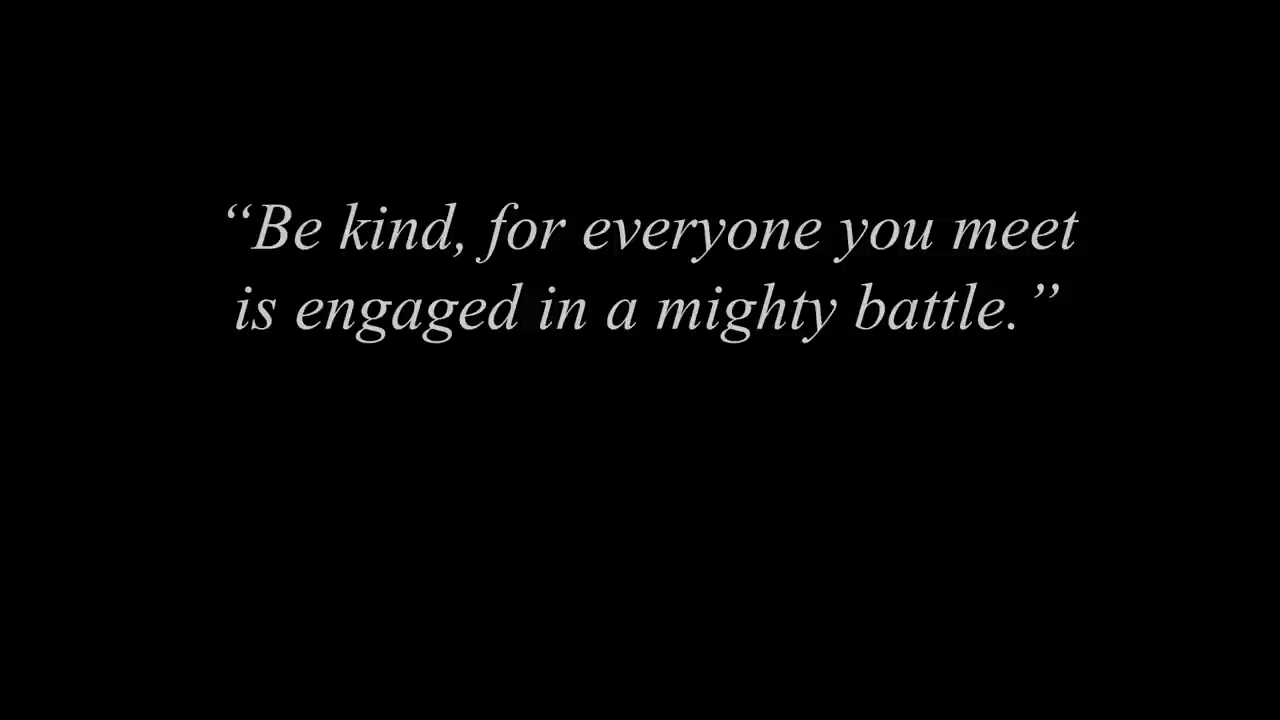 “Be kind, for everyone you meet
is engaged in a mighty battle.”